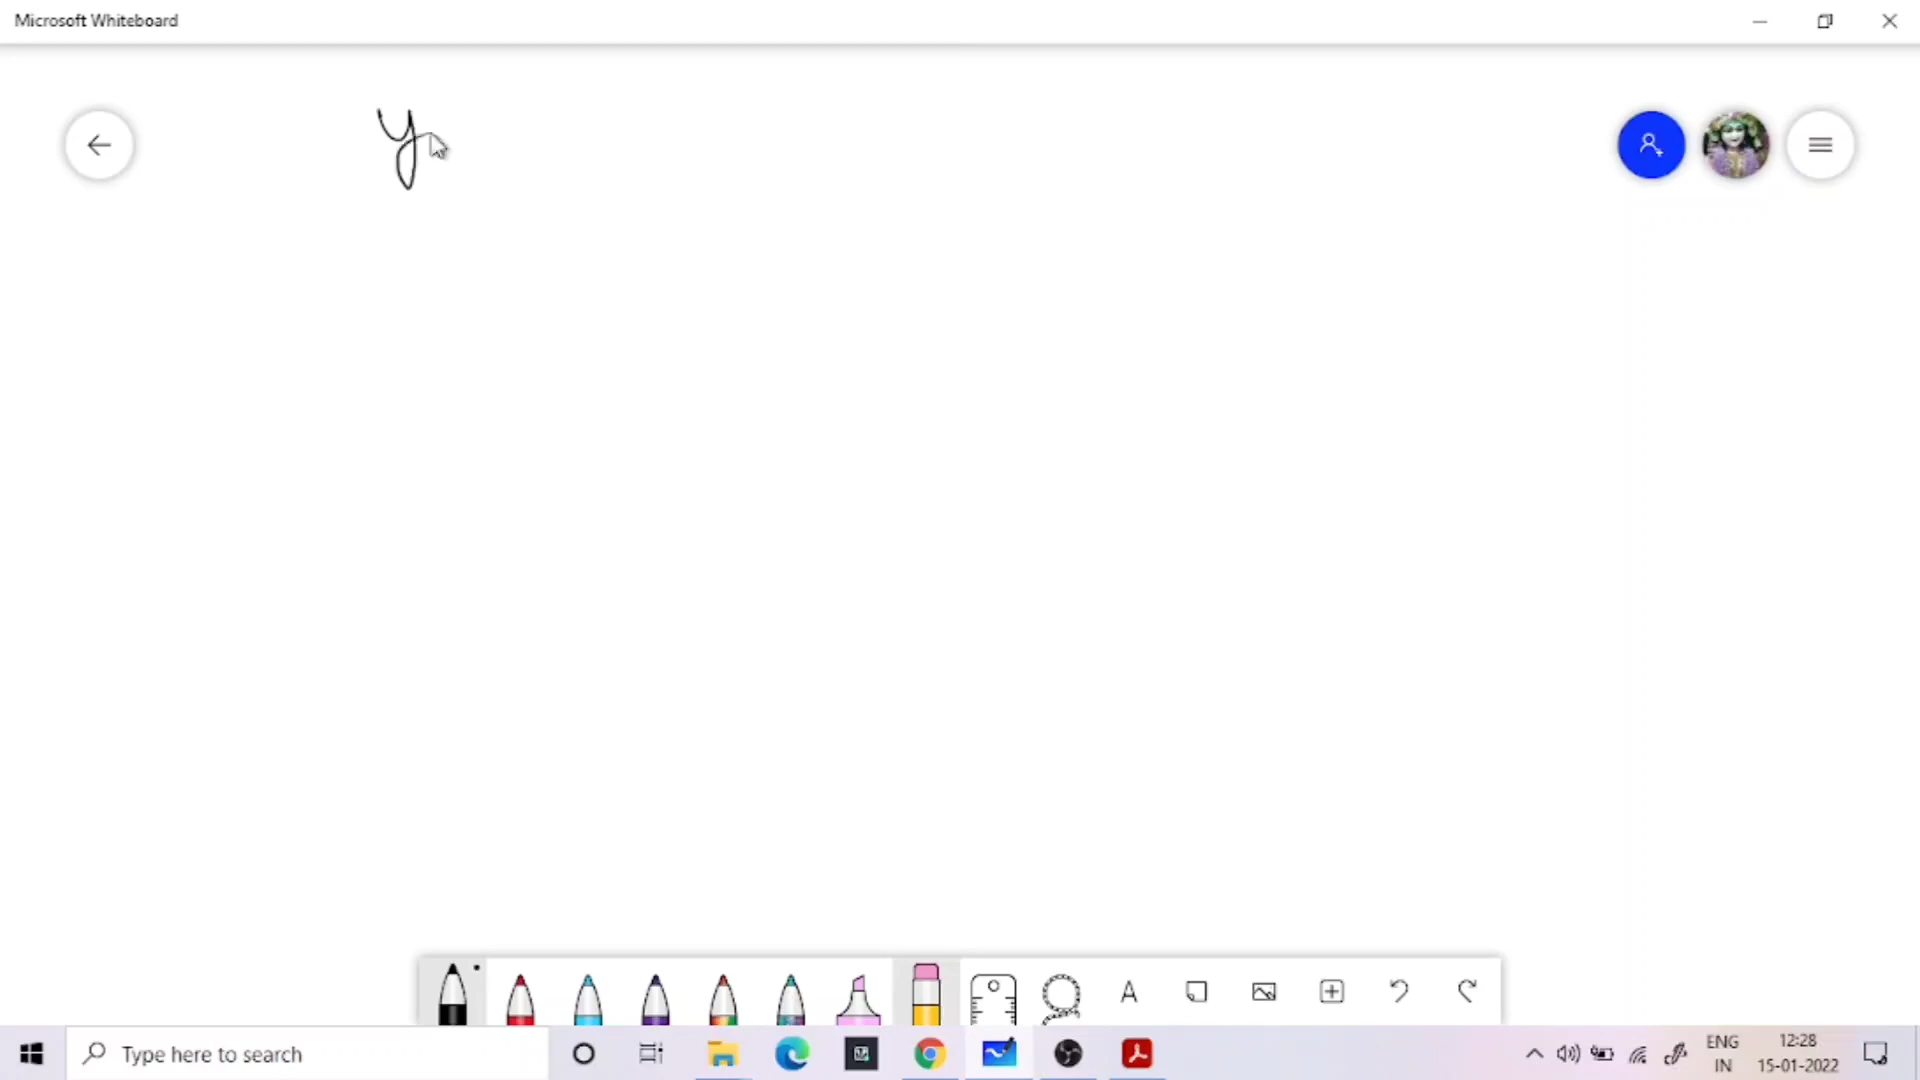 Microsoft Whiteboard
y
A
Type here to search
ENG
IN
12:28
15-01-2022